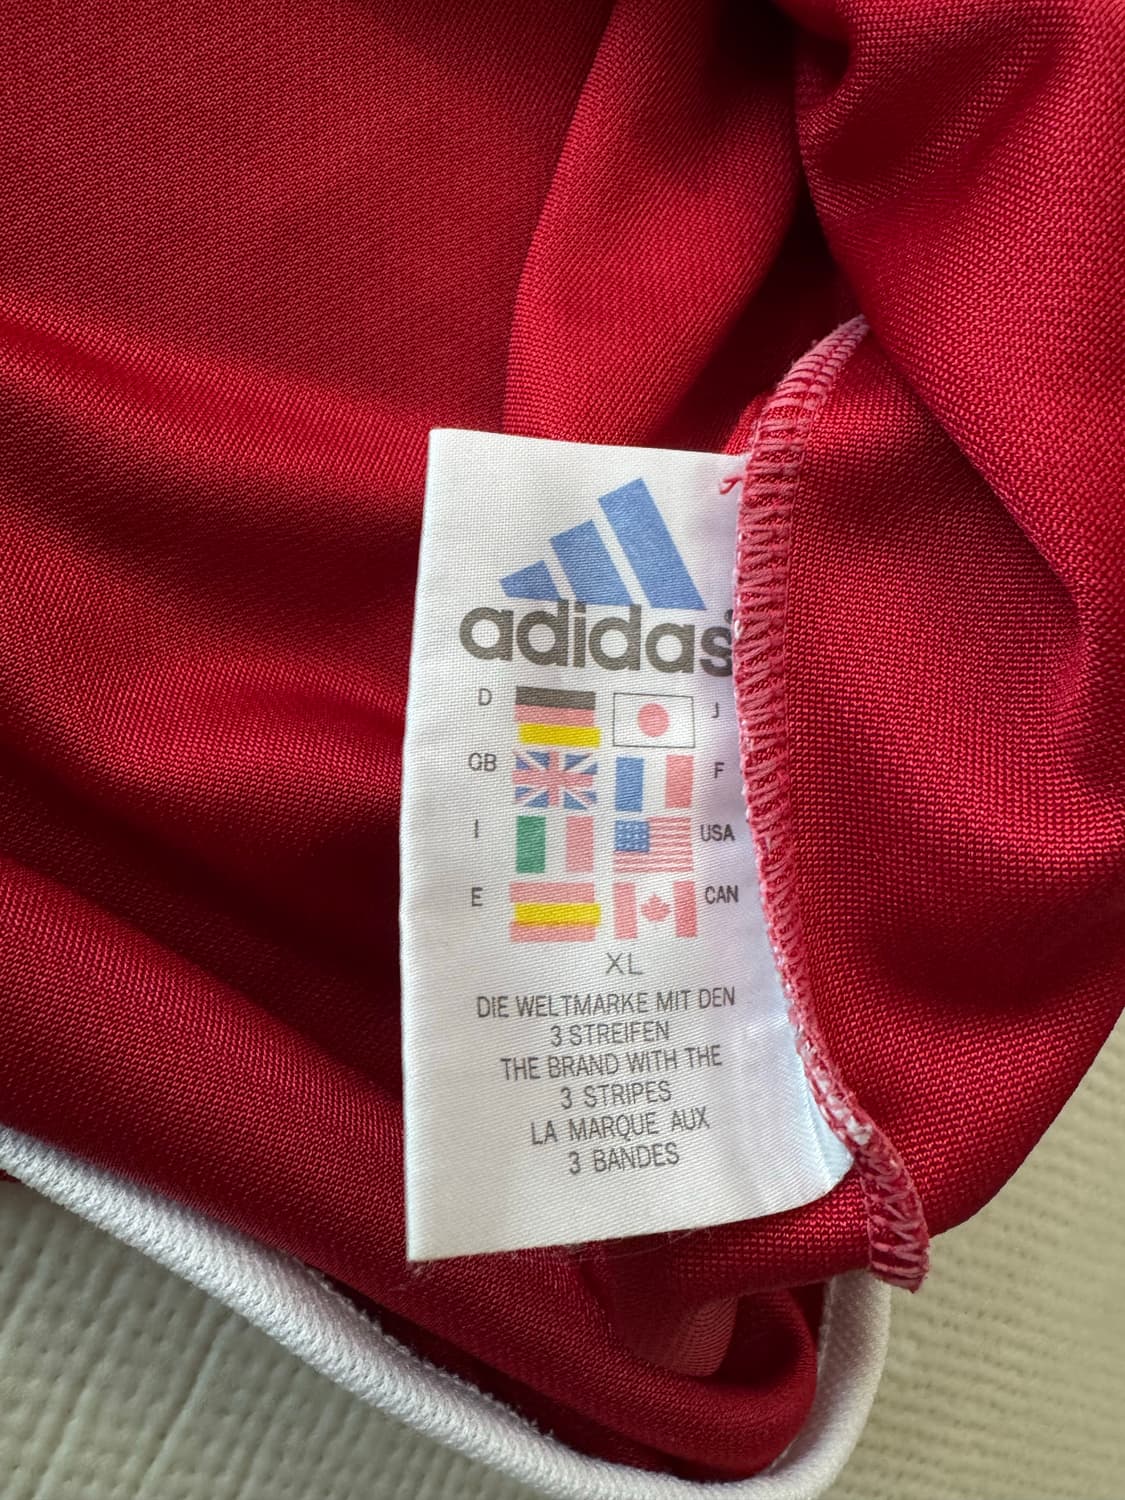 adidas
D J
GB F
I USA
E CAN
XL
DIE WELTMARKE MIT DEN
3 STREIFEN
THE BRAND WITH THE
3 STRIPES
LA MARQUE AUX
3 BANDES